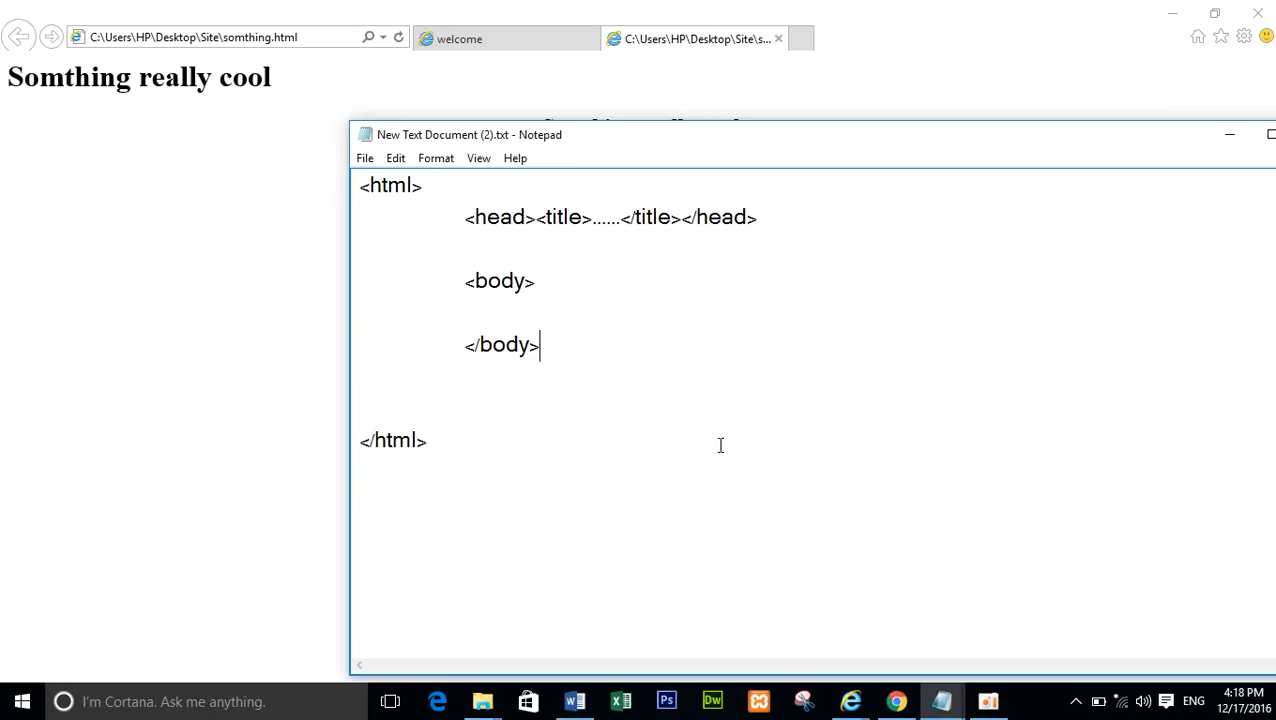 C:\Users\HP\Desktop\Site\somthing.html
welcome
C:\Users\HP\Desktop\Site\s...
Somthing really cool
New Text Document (2).txt - Notepad
File Edit Format View Help
<html>
<head><title>......</title></head>
<body>
</body>
</html>
I'm Cortana. Ask me anything.
Ps
Dw
ENG
4:18 PM
12/17/2016